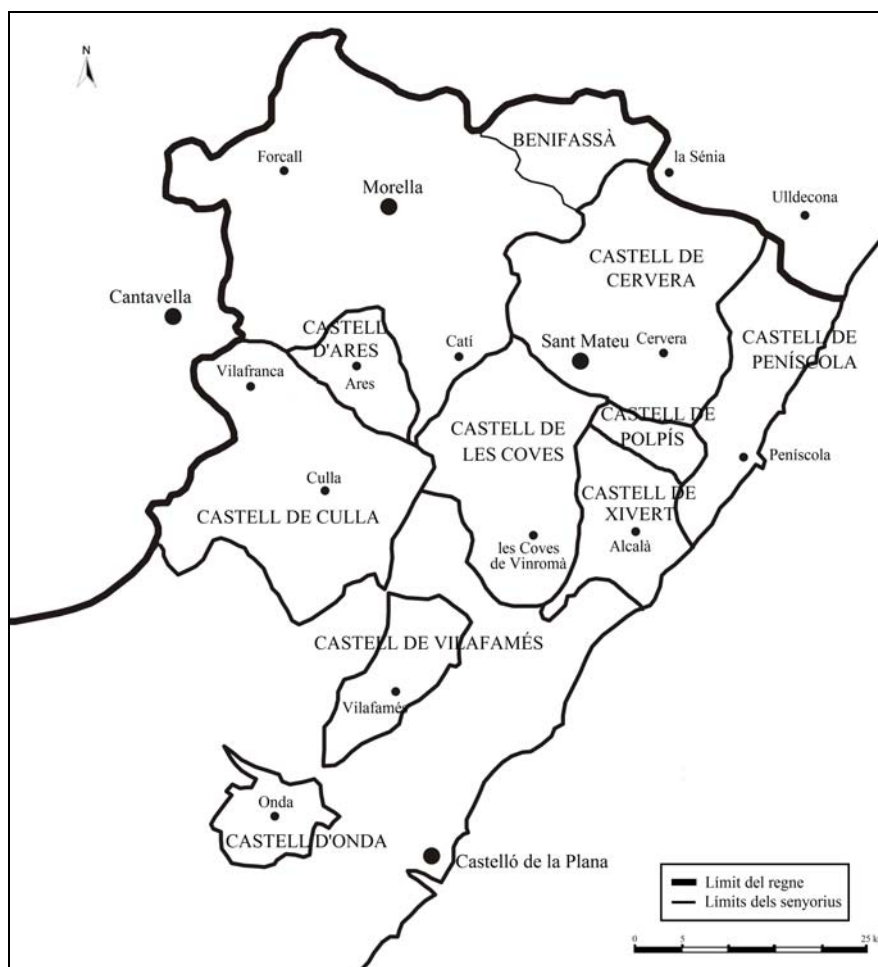 N
BENIFASSÀ
Forcall
la Sénia
Morella
Ulldecona
CASTELL DE
CERVERA
Cantavella
CASTELL
D'ARES
Catí
Sant Mateu
Cervera
CASTELL DE
PENÍSCOLA
Vilafranca
Ares
CASTELL DE
LES COVES
CASTELL DE
POLPÍS
Peníscola
Culla
CASTELL DE CULLA
CASTELL DE
XIVERT
les Coves
de Vinromà
Alcalà
CASTELL DE VILAFAMÉS
Vilafamés
Onda
CASTELL D'ONDA
Castelló de la Plana
Límit del regne
Límits dels senyorius
0 5 25 k